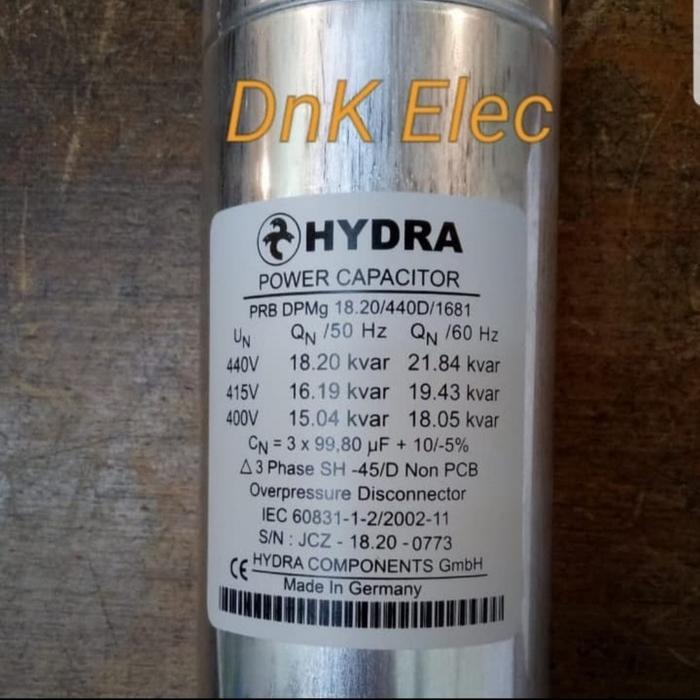 DnK Elec
HYDRA
POWER CAPACITOR
PRB DPMg 18.20/440D/1681
UN QN /50 Hz QN /60 Hz
440V 18.20 kvar 21.84 kvar
415V 16.19 kvar 19.43 kvar
400V 15.04 kvar 18.05 kvar
CN = 3 x 99,80 µF + 10/-5%
Δ 3 Phase SH -45/D Non PCB
Overpressure Disconnector
IEC 60831-1-2/2002-11
S/N : JCZ - 18.20 - 0773
CE HYDRA COMPONENTS GmbH
Made In Germany